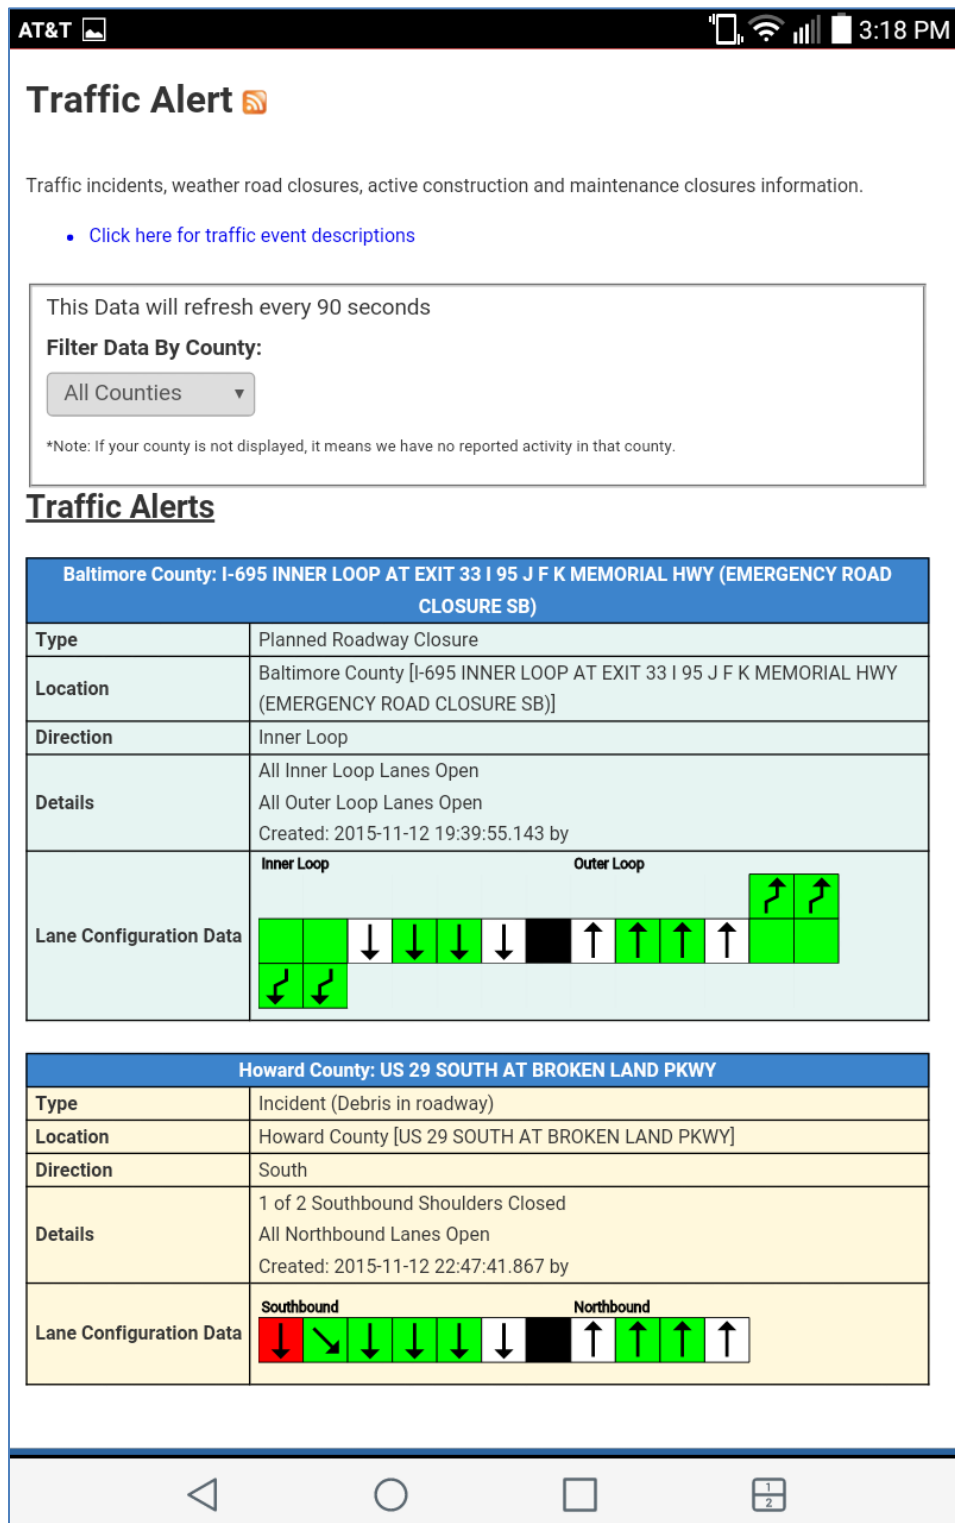 AT&T 3:18 PM
Traffic Alert
Traffic incidents, weather road closures, active construction and maintenance closures information.
• Click here for traffic event descriptions
This Data will refresh every 90 seconds
Filter Data By County:
All Counties ▼
*Note: If your county is not displayed, it means we have no reported activity in that county.
Traffic Alerts
Baltimore County: I-695 INNER LOOP AT EXIT 33 I 95 J F K MEMORIAL HWY (EMERGENCY ROAD
CLOSURE SB)
Type Planned Roadway Closure
Location Baltimore County [I-695 INNER LOOP AT EXIT 33 I 95 J F K MEMORIAL HWY
(EMERGENCY ROAD CLOSURE SB)]
Direction Inner Loop
Details All Inner Loop Lanes Open
All Outer Loop Lanes Open
Created: 2015-11-12 19:39:55.143 by
Lane Configuration Data Inner Loop Outer Loop
Howard County: US 29 SOUTH AT BROKEN LAND PKWY
Type Incident (Debris in roadway)
Location Howard County [US 29 SOUTH AT BROKEN LAND PKWY]
Direction South
Details 1 of 2 Southbound Shoulders Closed
All Northbound Lanes Open
Created: 2015-11-12 22:47:41.867 by
Lane Configuration Data Southbound Northbound
1
2